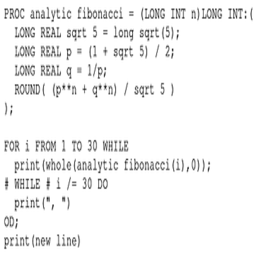 PROC analytic fibonacci = (LONG INT n)LONG INT:(
  LONG REAL sqrt 5 = long sqrt(5);
  LONG REAL p = (1 + sqrt 5) / 2;
  LONG REAL q = 1/p;
  ROUND( (p**n + q**n) / sqrt 5 )
);

FOR i FROM 1 TO 30 WHILE
  print(whole(analytic fibonacci(i),0));
# WHILE # i /= 30 DO
  print(", ")
OD;
print(new line)